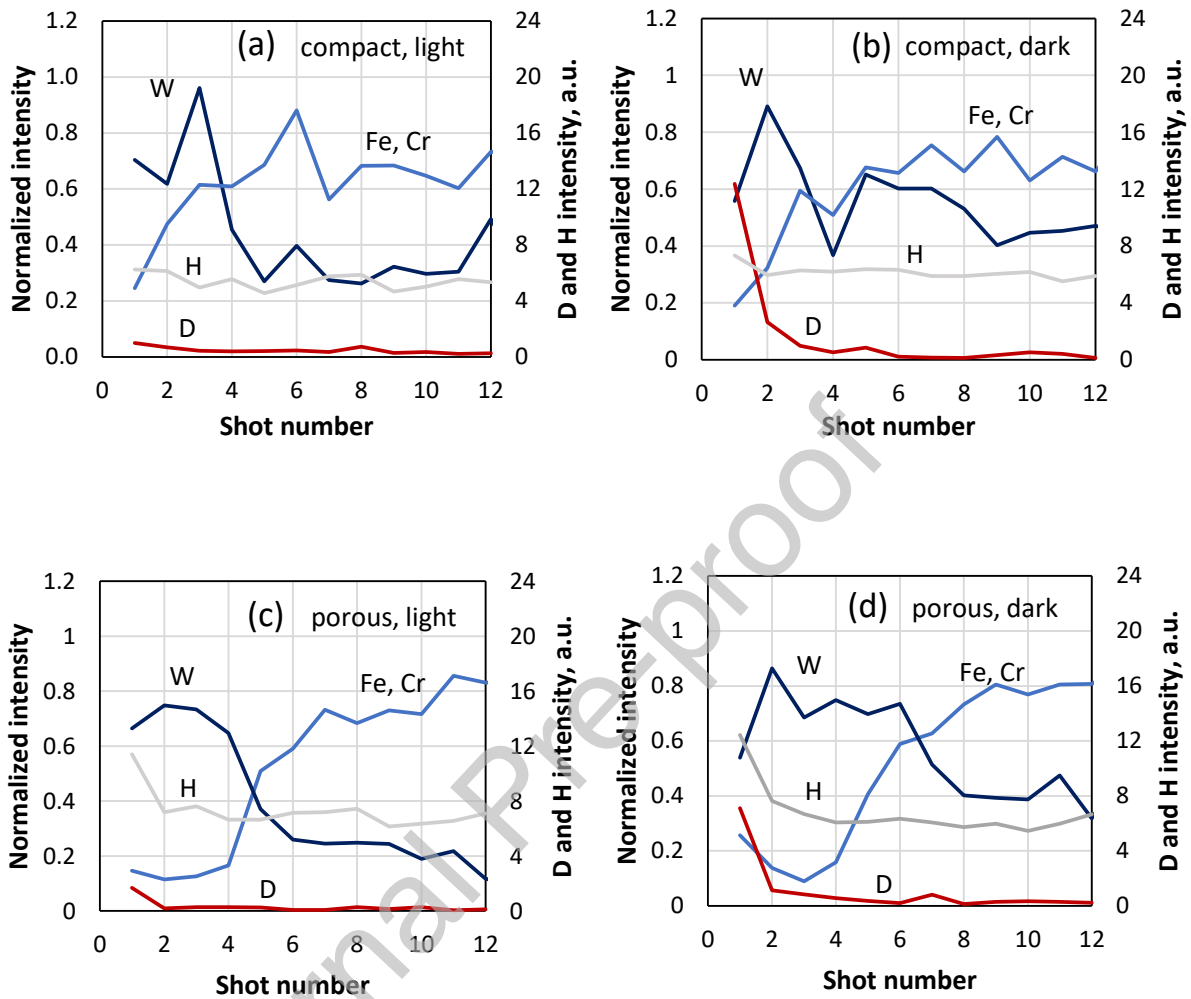 (a) compact, light
Normalized intensity
D and H intensity, a.u.
1.2
1.0
0.8
0.6
0.4
0.2
0.0
24
20
16
12
8
4
0
W
Fe, Cr
H
D
0 2 4 6 8 10 12
Shot number
(b) compact, dark
Normalized intensity
D and H intensity, a.u.
1.2
1
0.8
0.6
0.4
0.2
0
24
20
16
12
8
4
0
W
Fe, Cr
H
D
0 2 4 6 8 10 12
Shot number
(c) porous, light
Normalized intensity
D and H intensity, a.u.
1.2
1
0.8
0.6
0.4
0.2
0
24
20
16
12
8
4
0
W
Fe, Cr
H
D
0 2 4 6 8 10 12
Shot number
(d) porous, dark
Normalized intensity
D and H intensity, a.u.
1.2
1
0.8
0.6
0.4
0.2
0
24
20
16
12
8
4
0
W
Fe, Cr
H
D
0 2 4 6 8 10 12
Shot number
rnal Pre-proof